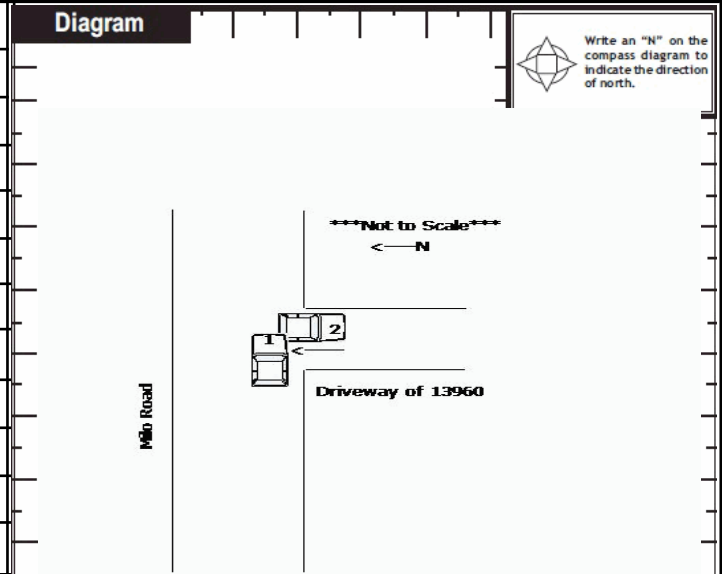 Diagram
Write an “N” on the
compass diagram to
indicate the direction
of north.
***Not to Scale***
<—N
1
2
Driveway of 13960
Milo Road